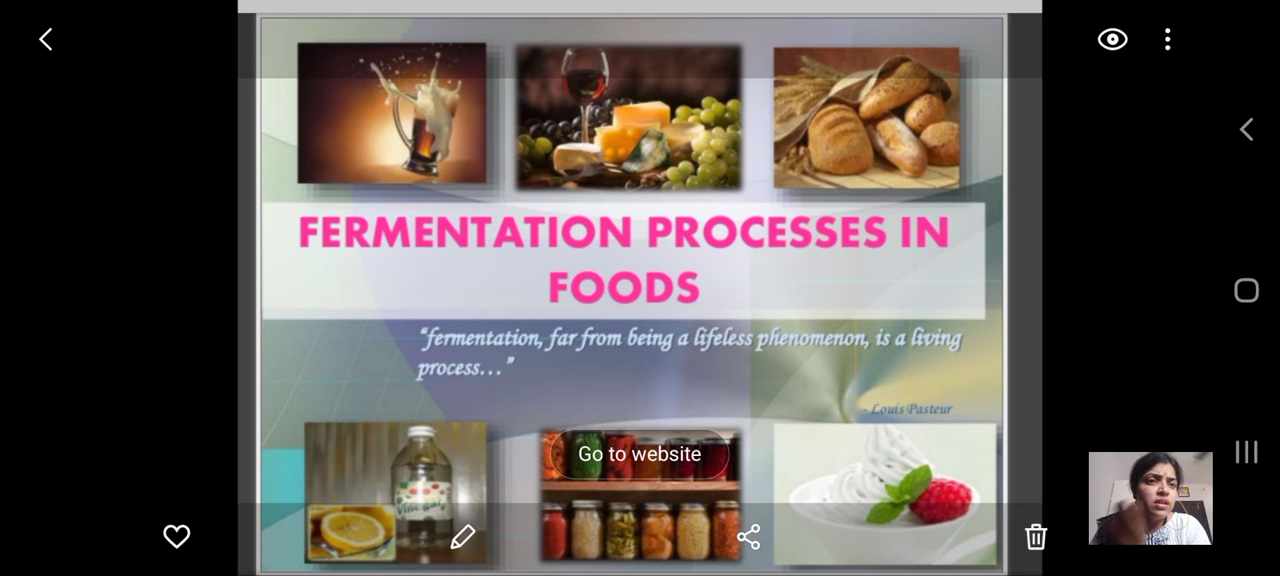 FERMENTATION PROCESSES IN
FOODS
“fermentation, far from being a lifeless phenomenon, is a living
process…”
- Louis Pasteur
Go to website
Vinegar